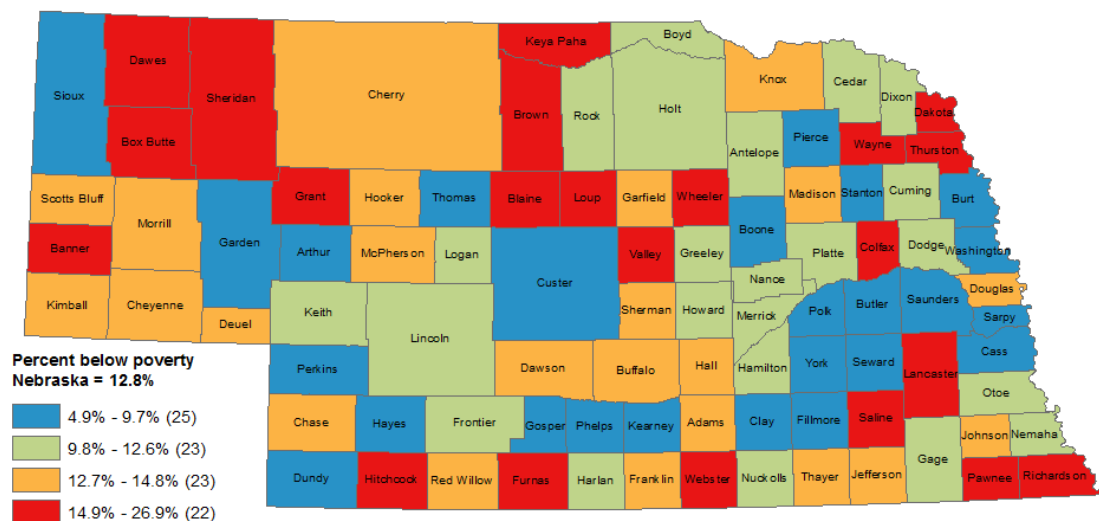 Boyd
Keya Paha
Dawes
Knox
Cedar
Sioux
Cherry
Dixon
Sheridan
Holt
Dakota
Brown
Rock
Pierce
Box Butte
Wayne
Thurston
Antelope
Scotts Bluff
Grant
Hooker
Thomas
Blaine
Loup
Garfield
Wheeler
Madison
Stanton
Cuming
Burt
Morrill
Boone
Garden
Banner
Arthur
McPherson
Logan
Valley
Greeley
Platte
Colfax
Dodge
Washington
Custer
Nance
Douglas
Kimball
Cheyenne
Deuel
Keith
Sherman
Howard
Merrick
Polk
Butler
Saunders
Sarpy
Lincoln
Percent below poverty
Nebraska = 12.8%
Perkins
Dawson
Buffalo
Hall
Hamilton
York
Seward
Lancaster
Cass
Otoe
4.9% - 9.7% (25)
Chase
Hayes
Frontier
Gosper
Phelps
Kearney
Adams
Clay
Fillmore
Saline
9.8% - 12.6% (23)
Johnson
Nemaha
Gage
12.7% - 14.8% (23)
Dundy
Hitchcock
Red Willow
Furnas
Harlan
Franklin
Webster
Nuckolls
Thayer
Jefferson
Pawnee
Richardson
14.9% - 26.9% (22)